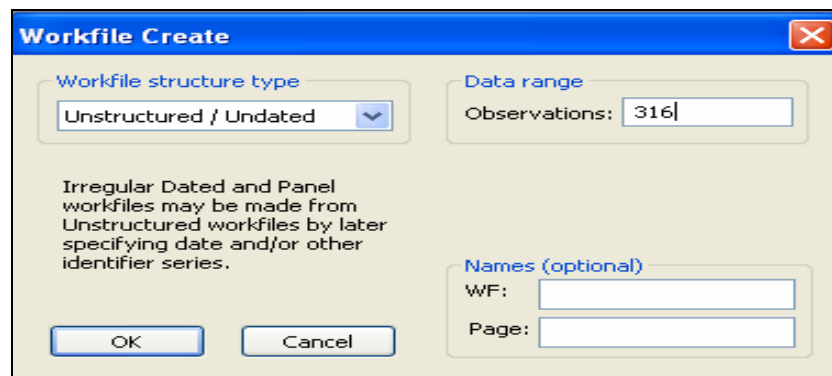 Workfile Create
Workfile structure type
Unstructured / Undated
Irregular Dated and Panel
workfiles may be made from
Unstructured workfiles by later
specifying date and/or other
identifier series.
OK
Cancel
Data range
Observations: 316
Names (optional)
WF:
Page: